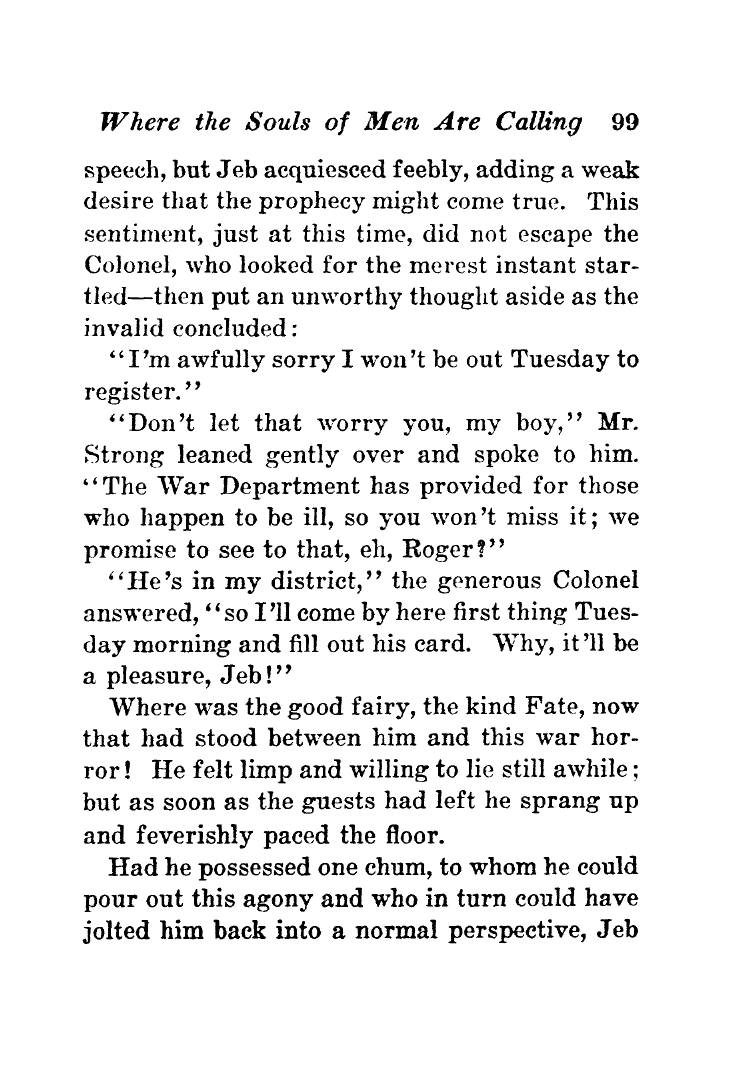 Where the Souls of Men Are Calling 99
speech, but Jeb acquiesced feebly, adding a weak
desire that the prophecy might come true. This
sentiment, just at this time, did not escape the
Colonel, who looked for the merest instant star-
tled—then put an unworthy thought aside as the
invalid concluded:
“I’m awfully sorry I won’t be out Tuesday to
register.”
“Don’t let that worry you, my boy,” Mr.
Strong leaned gently over and spoke to him.
“The War Department has provided for those
who happen to be ill, so you won’t miss it; we
promise to see to that, eh, Roger?”
“He’s in my district,” the generous Colonel
answered, “so I’ll come by here first thing Tues-
day morning and fill out his card. Why, it’ll be
a pleasure, Jeb!”
Where was the good fairy, the kind Fate, now
that had stood between him and this war hor-
ror! He felt limp and willing to lie still awhile;
but as soon as the guests had left he sprang up
and feverishly paced the floor.
Had he possessed one chum, to whom he could
pour out this agony and who in turn could have
jolted him back into a normal perspective, Jeb